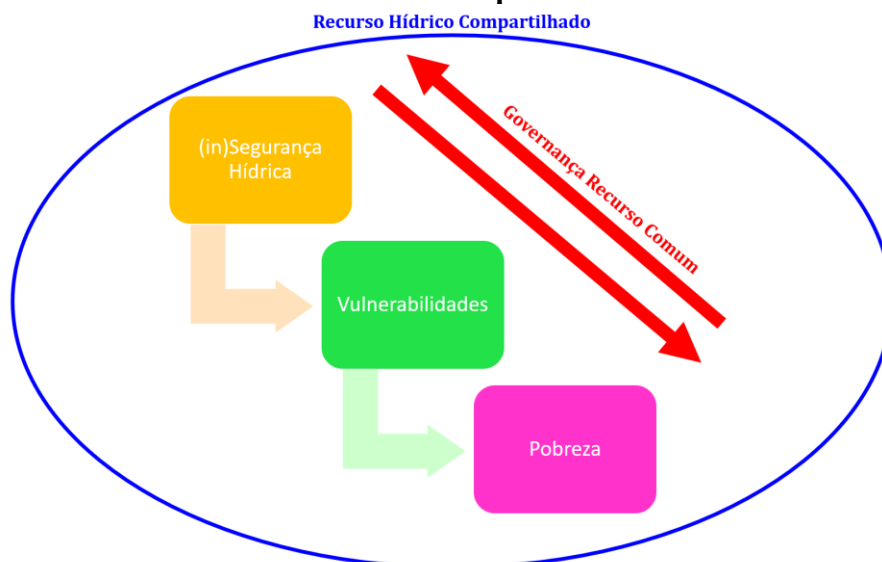 Recurso Hídrico Compartilhado
(in)Segurança
Hídrica
Governança Recurso Comum
Vulnerabilidades
Pobreza